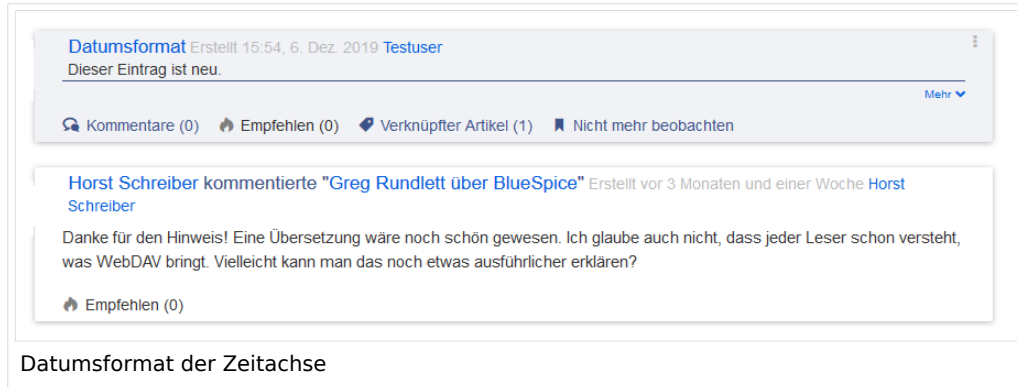 Datumsformat Erstellt 15:54, 6. Dez. 2019 Testuser
Dieser Eintrag ist neu.
Mehr
Kommentare (0) Empfehlen (0) Verknüpfter Artikel (1) Nicht mehr beobachten
Horst Schreiber kommentierte "Greg Rundlett über BlueSpice" Erstellt vor 3 Monaten und einer Woche Horst
Schreiber
Danke für den Hinweis! Eine Übersetzung wäre noch schön gewesen. Ich glaube auch nicht, dass jeder Leser schon versteht,
was WebDAV bringt. Vielleicht kann man das noch etwas ausführlicher erklären?
Empfehlen (0)
Datumsformat der Zeitachse